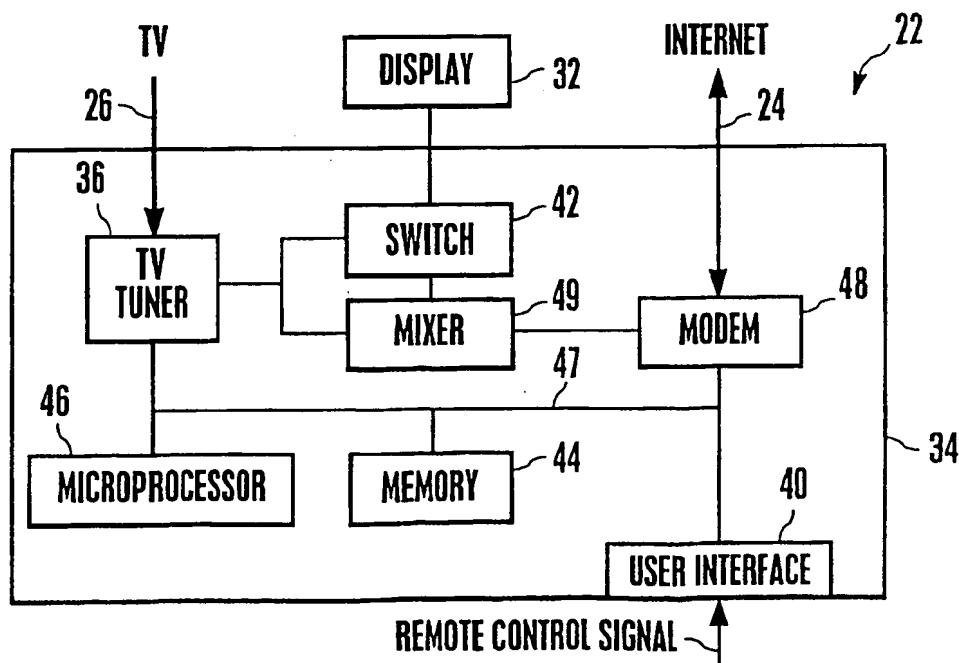 TV
DISPLAY
32
INTERNET
22
26
24
36
42
TV
TUNER
SWITCH
49
48
MIXER
MODEM
46
47
MICROPROCESSOR
MEMORY
44
34
40
USER INTERFACE
REMOTE CONTROL SIGNAL